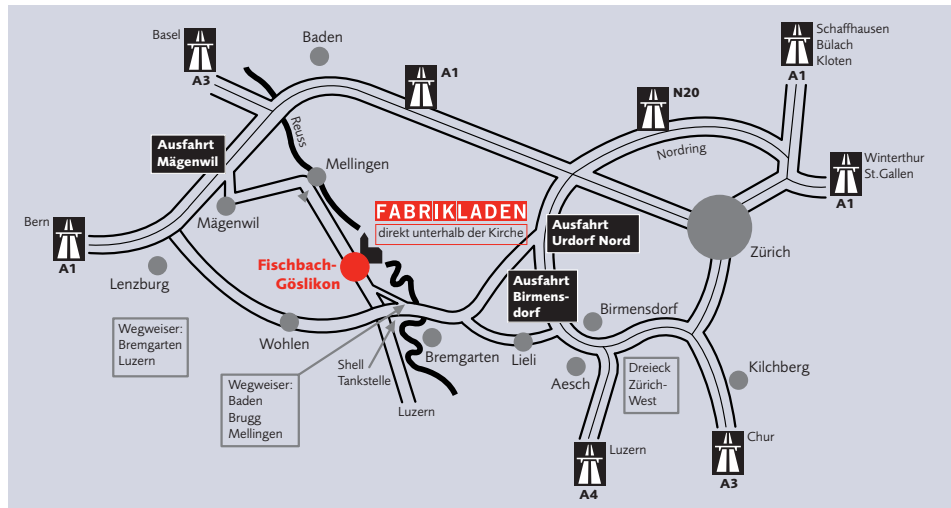 Basel
A3
Baden
A1
N20
Schaffhausen
Bülach
Kloten
A1
Nordring
Reuss
Ausfahrt
Mägenwil
Mellingen
Winterthur
St.Gallen
A1
Mägenwil
FABRIKLADEN
direkt unterhalb der Kirche
Bern
A1
Ausfahrt
Urdorf Nord
Zürich
Fischbach-
Göslikon
Lenzburg
Ausfahrt
Birmens-
dorf
Birmensdorf
Wegweiser:
Bremgarten
Luzern
Wohlen
Bremgarten
Lieli
Shell
Tankstelle
Aesch
Dreieck
Zürich-
West
Kilchberg
Wegweiser:
Baden
Brugg
Mellingen
Luzern
Luzern
A4
Chur
A3